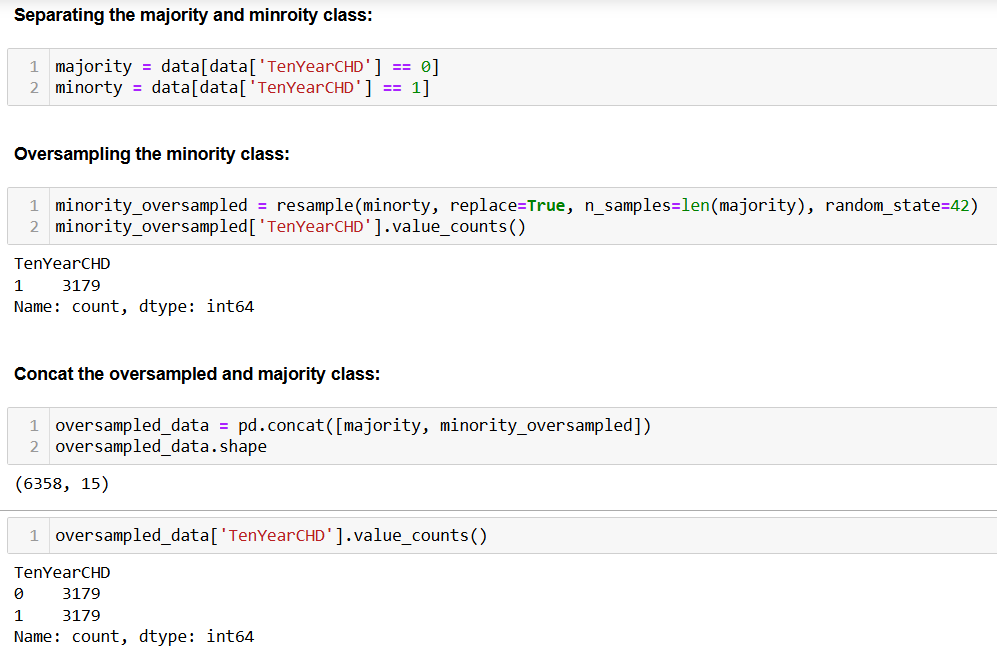 Separating the majority and minroity class:
1 majority = data[data['TenYearCHD'] == 0]
2 minorty = data[data['TenYearCHD'] == 1]
Oversampling the minority class:
1 minority_oversampled = resample(minorty, replace=True, n_samples=len(majority), random_state=42)
2 minority_oversampled['TenYearCHD'].value_counts()
TenYearCHD
1    3179
Name: count, dtype: int64
Concat the oversampled and majority class:
1 oversampled_data = pd.concat([majority, minority_oversampled])
2 oversampled_data.shape
(6358, 15)
1 oversampled_data['TenYearCHD'].value_counts()
TenYearCHD
0    3179
1    3179
Name: count, dtype: int64